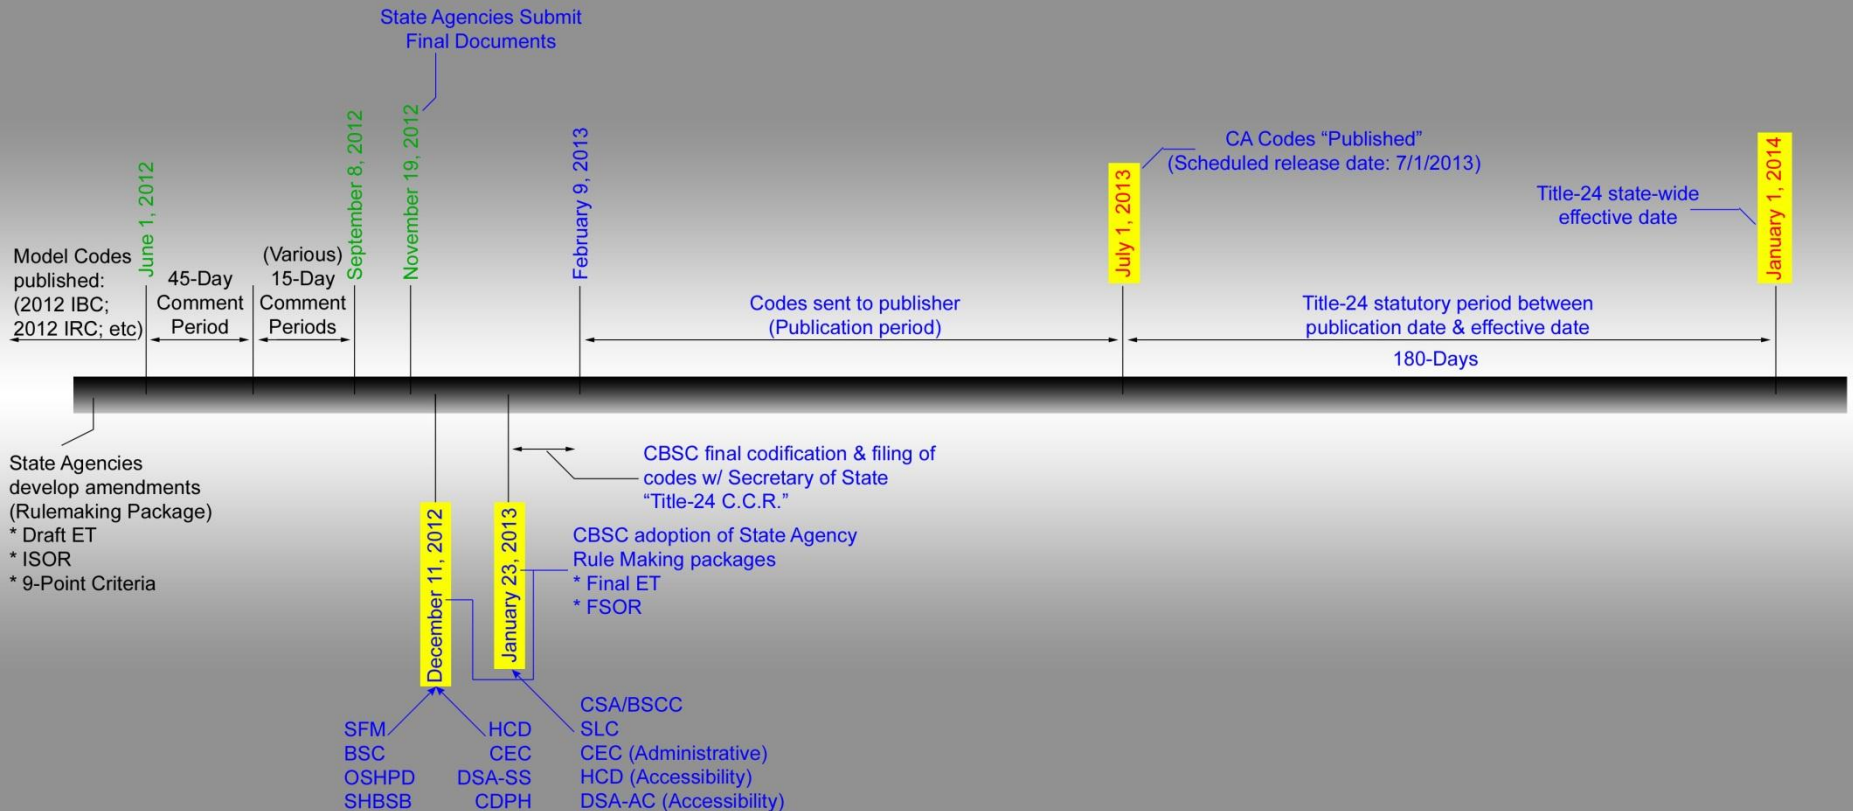 State Agencies Submit
Final Documents
June 1, 2012
September 8, 2012
November 19, 2012
February 9, 2013
July 1, 2013
January 1, 2014
CA Codes “Published”
(Scheduled release date: 7/1/2013)
Title-24 state-wide
effective date
Model Codes
published:
(2012 IBC;
2012 IRC; etc)
45-Day
Comment
Period
(Various)
15-Day
Comment
Periods
Codes sent to publisher
(Publication period)
Title-24 statutory period between
publication date & effective date
180-Days
State Agencies
develop amendments
(Rulemaking Package)
* Draft ET
* ISOR
* 9-Point Criteria
CBSC final codification & filing of
codes w/ Secretary of State
“Title-24 C.C.R.”
December 11, 2012
January 23, 2013
CBSC adoption of State Agency
Rule Making packages
* Final ET
* FSOR
SFM
BSC
OSHPD
SHBSB
HCD
CEC
DSA-SS
CDPH
CSA/BSCC
SLC
CEC (Administrative)
HCD (Accessibility)
DSA-AC (Accessibility)